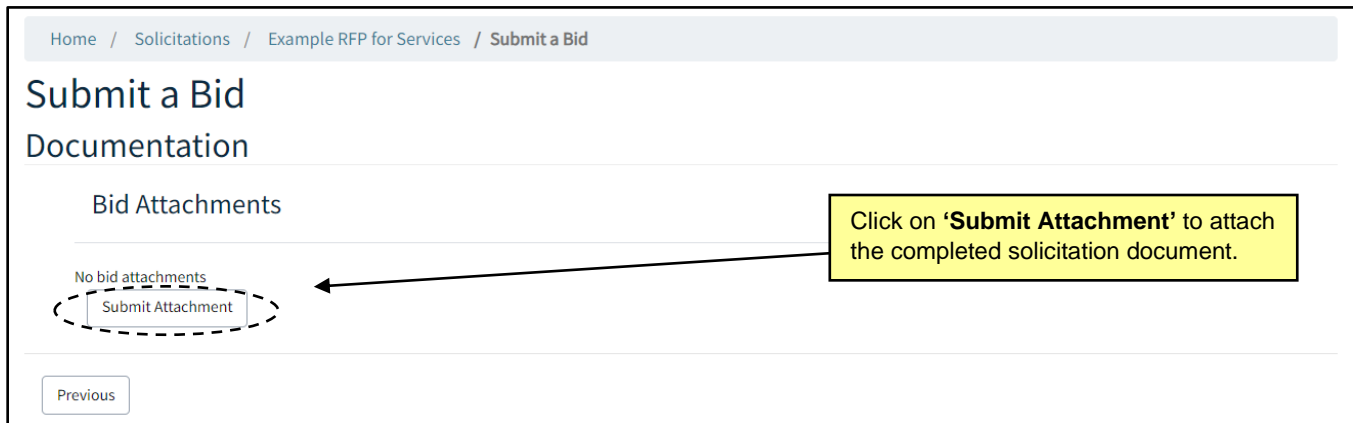 Home / Solicitations / Example RFP for Services / Submit a Bid
Submit a Bid
Documentation
Bid Attachments
Click on ‘Submit Attachment’ to attach
the completed solicitation document.
No bid attachments
Submit Attachment
Previous